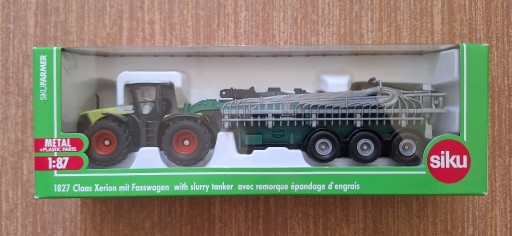 SIKUFARMER
METAL
+PLASTIC PARTS
1:87
siku
1827 Claas Xerion mit Fasswagen with slurry tanker avec remorque épandage d'engrais